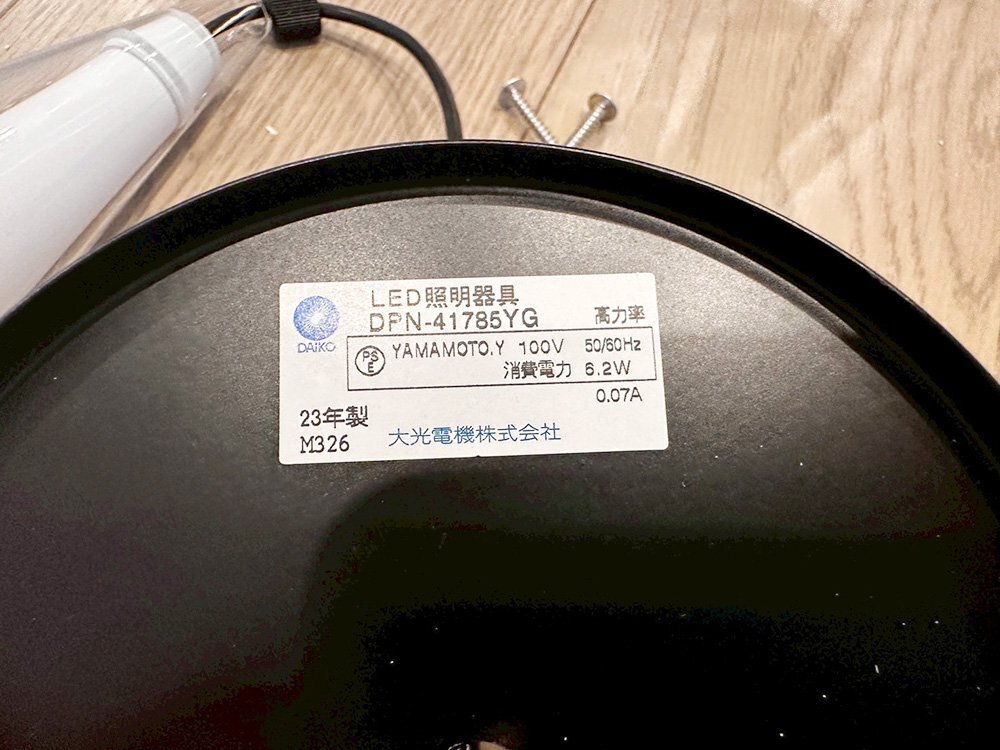 LED照明器具
DPN-41785YG
高力率
DAIKO
PS
E
YAMAMOTO.Y 100V 50/60Hz
消費電力 6.2W
0.07A
23年製
M326
大光電機株式会社